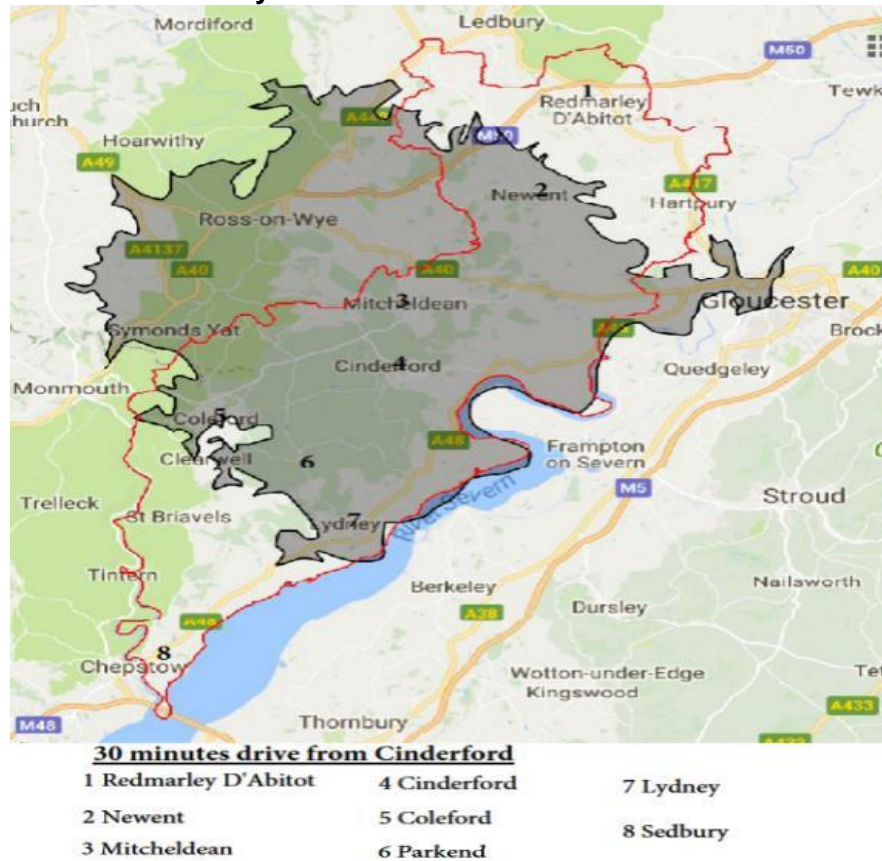 Mordiford
Ledbury
M50
uch
church
Hoarwithy
1
Redmarley
D'Abitot
Tewk
A49
M50
Newent
2
A417
Hartpury
Ross-on-Wye
A4137
A40
A40
A40
3
Mitcheldean
Gloucester
Symonds Yat
Brock
Cinderford
4
Quedgeley
Monmouth
5
Coleford
A48
Clearwell
6
Frampton
on Severn
M5
Trelleck
St Briavels
7
Lydney
River Severn
Stroud
Tintern
Berkeley
Nailsworth
A48
A38
Dursley
8
Chepstow
Wotton-under-Edge
Kingswood
Tet
M48
Thornbury
A433
30 minutes drive from Cinderford
1 Redmarley D'Abitot 4 Cinderford 7 Lydney
2 Newent 5 Coleford 8 Sedbury
3 Mitcheldean 6 Parkend